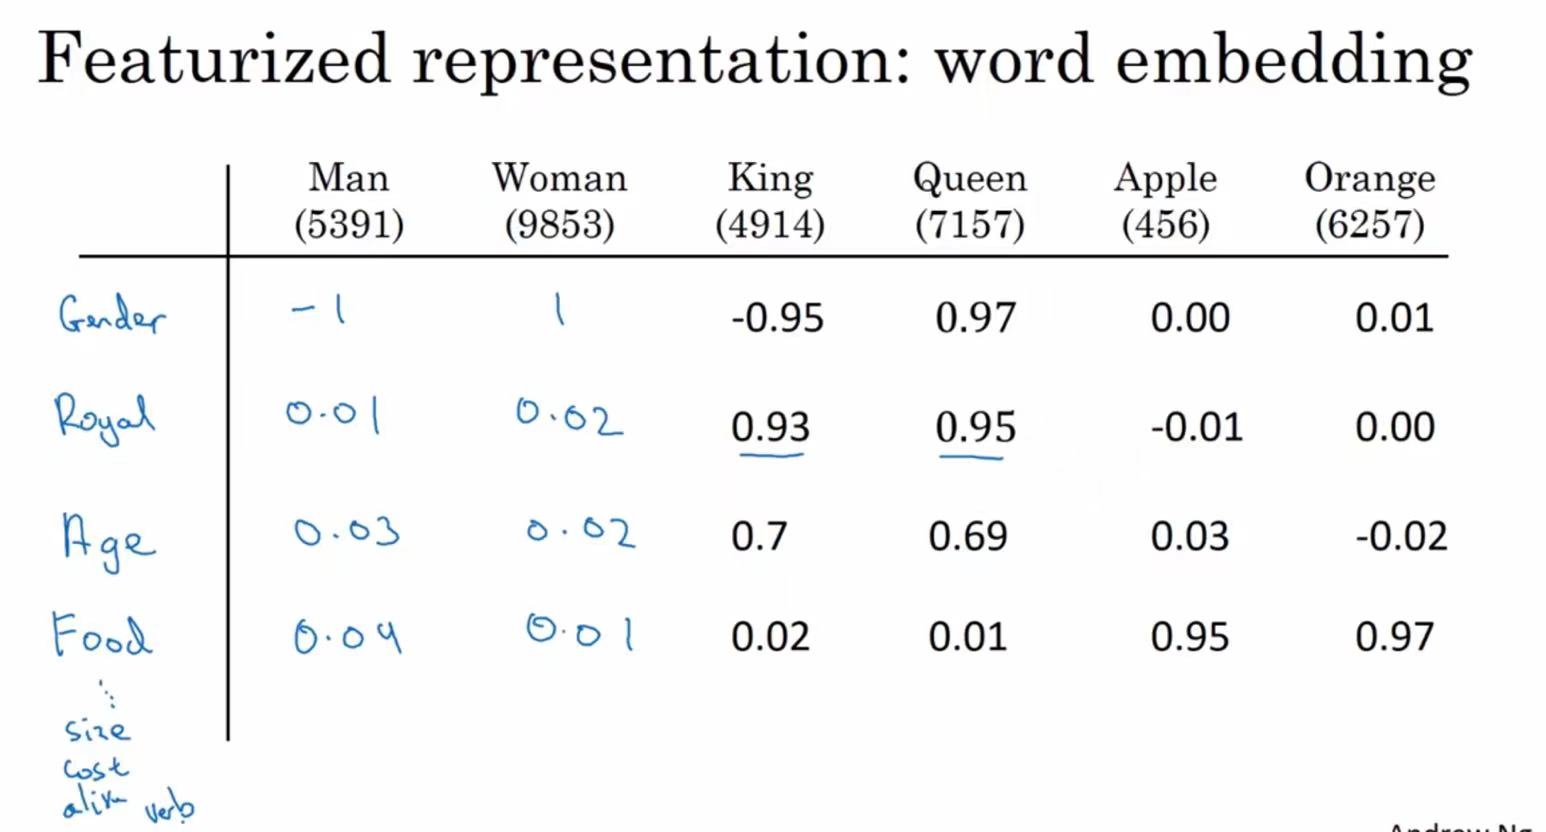 Featurized representation: word embedding
Man Woman King Queen Apple Orange
(5391) (9853) (4914) (7157) (456) (6257)
Gender -1 1 -0.95 0.97 0.00 0.01
Royal 0.01 0.02 0.93 0.95 -0.01 0.00
Age 0.03 0.02 0.7 0.69 0.03 -0.02
Food 0.04 0.01 0.02 0.01 0.95 0.97
size
cost
alive verb
Andrew Ng